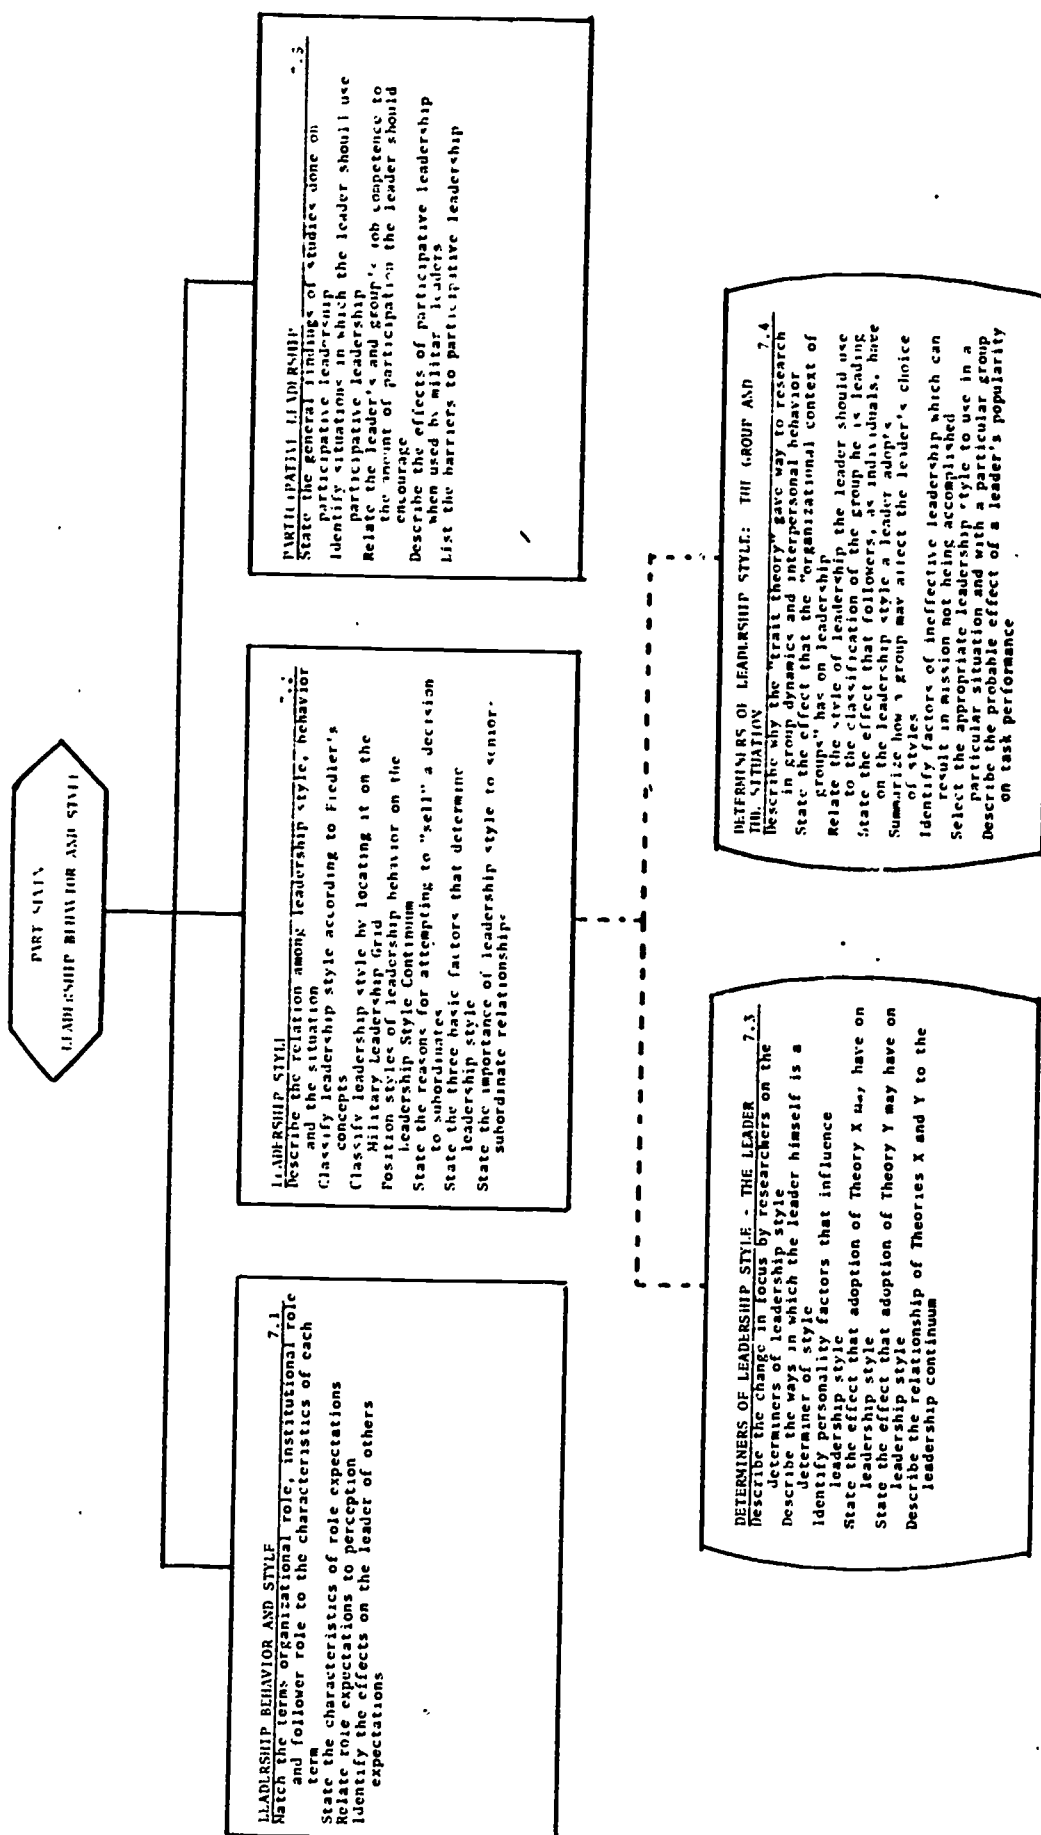 PART SEVEN
LEADERSHIP BEHAVIOR AND STYLE
LEADERSHIP BEHAVIOR AND STYLE 7.1
Match the terms organizational role, institutional role
and follower role to the characteristics of each
term
State the characteristics of role expectations
Relate role expectations to perception
Identify the effects on the leader of others
expectations
LEADERSHIP STYLE
Describe the relation among leadership style, behavior
and the situation
Classify leadership style according to Fiedler's
concepts
Classify leadership style by locating it on the
Military Leadership Grid
Position styles of leadership behavior on the
Leadership Style Continuum
State the reasons for attempting to "sell" a decision
to subordinates
State the three basic factors that determine
leadership style
State the importance of leadership style to senior-
subordinate relationships
PARTICIPATIVE LEADERSHIP
State the general findings of studies done on
participative leadership
Identify situations in which the leader should use
participative leadership
Relate the leader's and group's job competence to
the amount of participation the leader should
encourage
Describe the effects of participative leadership
when used by military leaders
List the barriers to participative leadership
DETERMINERS OF LEADERSHIP STYLE - THE LEADER 7.3
Describe the change in focus by researchers on the
determiners of leadership style
Describe the ways in which the leader himself is a
determiner of style
Identify personality factors that influence
leadership style
State the effect that adoption of Theory X may have on
leadership style
State the effect that adoption of Theory Y may have on
leadership style
Describe the relationship of Theories X and Y to the
leadership continuum
DETERMINERS OF LEADERSHIP STYLE: THE GROUP AND
THE SITUATION 7.4
Describe why the "trait theory" gave way to research
in group dynamics and interpersonal behavior
State the effect that the "organizational context of
groups" has on leadership
Relate the style of leadership the leader should use
to the classification of the group he is leading
State the effect that followers, as individuals, have
on the leadership style a leader adopts
Summarize how a group may affect the leader's choice
of styles
Identify factors of ineffective leadership which can
result in mission not being accomplished
Select the appropriate leadership style to use in a
particular situation and with a particular group
Describe the probable effect of a leader's popularity
on task performance